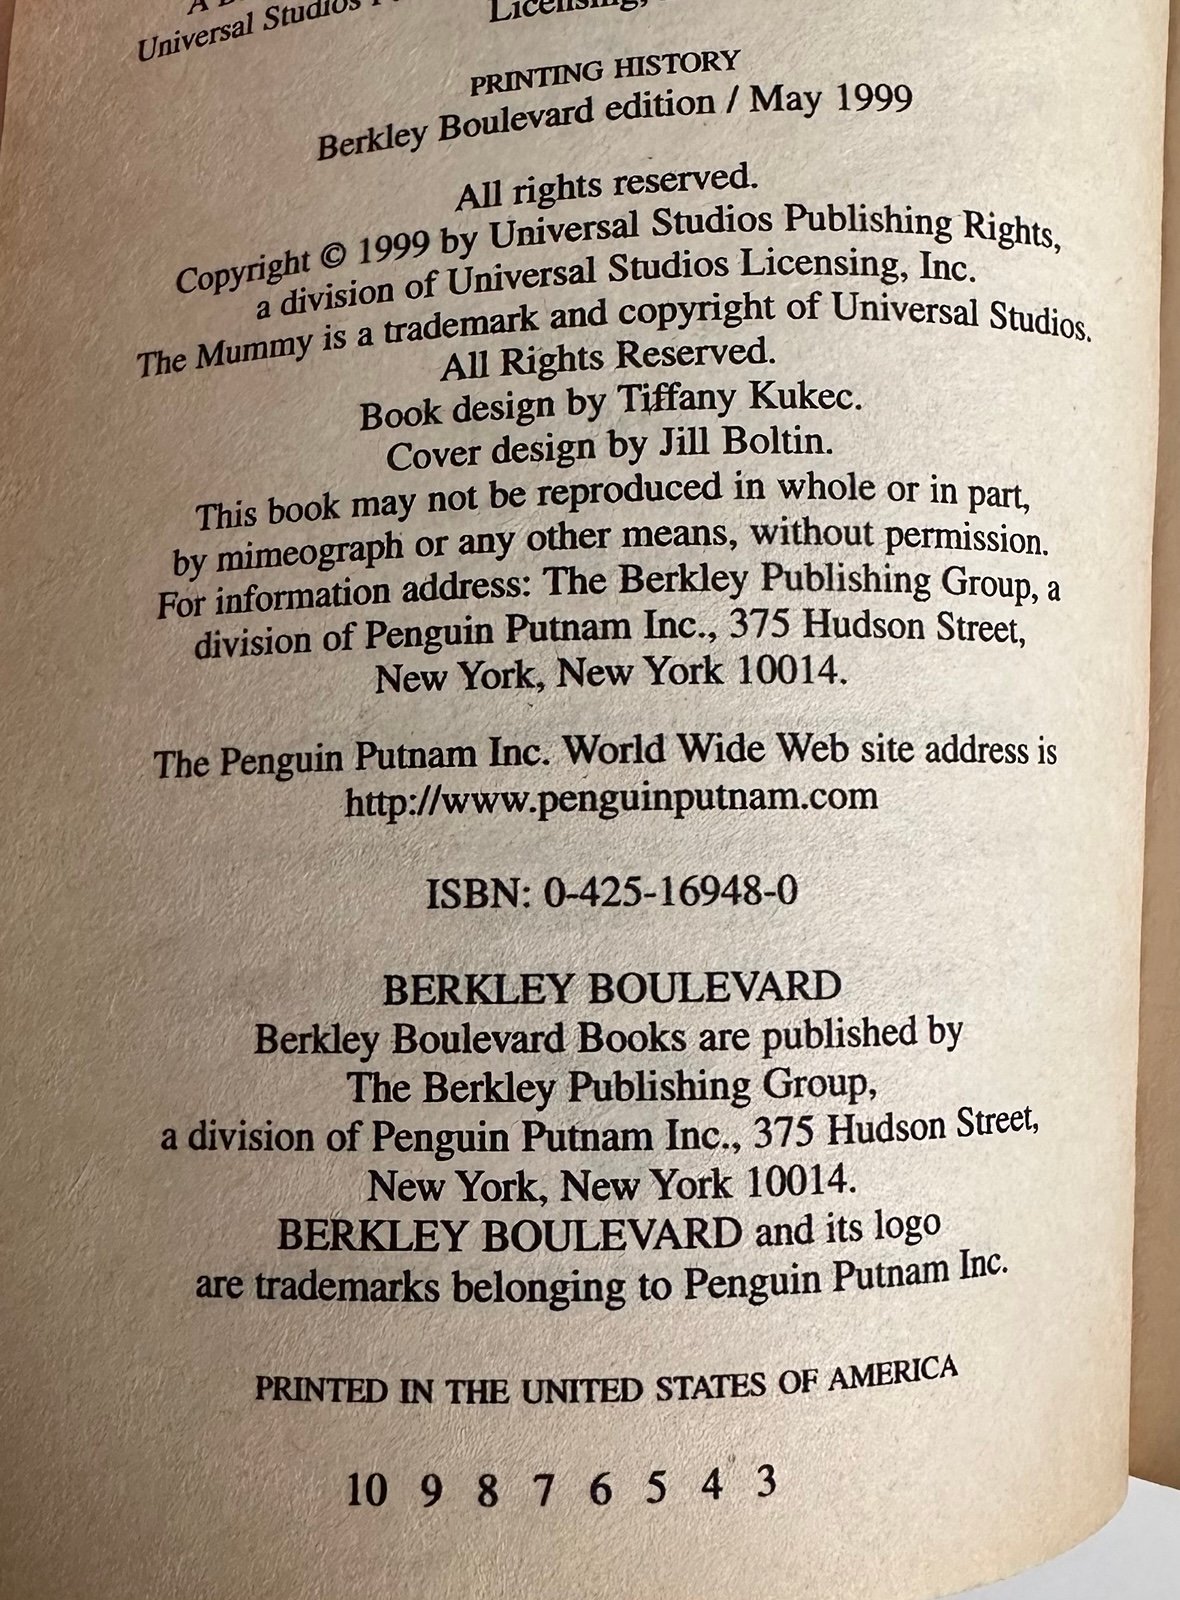 Universal Studios
Licensing,
PRINTING HISTORY
Berkley Boulevard edition / May 1999
All rights reserved.
Copyright © 1999 by Universal Studios Publishing Rights,
a division of Universal Studios Licensing, Inc.
The Mummy is a trademark and copyright of Universal Studios.
All Rights Reserved.
Book design by Tiffany Kukec.
Cover design by Jill Boltin.
This book may not be reproduced in whole or in part,
by mimeograph or any other means, without permission.
For information address: The Berkley Publishing Group, a
division of Penguin Putnam Inc., 375 Hudson Street,
New York, New York 10014.
The Penguin Putnam Inc. World Wide Web site address is
http://www.penguinputnam.com
ISBN: 0-425-16948-0
BERKLEY BOULEVARD
Berkley Boulevard Books are published by
The Berkley Publishing Group,
a division of Penguin Putnam Inc., 375 Hudson Street,
New York, New York 10014.
BERKLEY BOULEVARD and its logo
are trademarks belonging to Penguin Putnam Inc.
PRINTED IN THE UNITED STATES OF AMERICA
10 9 8 7 6 5 4 3